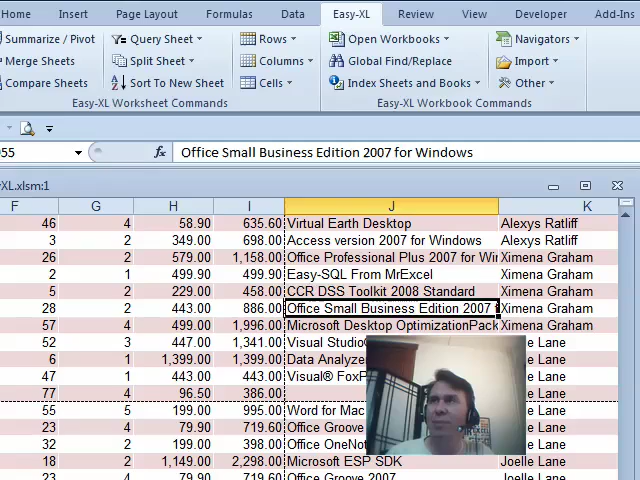 Home Insert Page Layout Formulas Data Easy-XL Review View Developer Add-Ins
Summarize / Pivot Query Sheet Rows Open Workbooks Navigators
Merge Sheets Split Sheet Columns Global Find/Replace Import
Compare Sheets Sort To New Sheet Cells Index Sheets and Books Other
Easy-XL Worksheet Commands Easy-XL Workbook Commands
955 fx Office Small Business Edition 2007 for Windows
XL.xlsm:1
F G H I J K
46 4 58.90 635.60 Virtual Earth Desktop Alexys Ratliff
3 2 349.00 698.00 Access version 2007 for Windows Alexys Ratliff
26 2 579.00 1,158.00 Office Professional Plus 2007 for Win Ximena Graham
2 1 499.90 499.90 Easy-SQL From MrExcel Ximena Graham
5 2 229.00 458.00 CCR DSS Toolkit 2008 Standard Ximena Graham
28 2 443.00 886.00 Office Small Business Edition 2007 f Ximena Graham
57 4 499.00 1,996.00 Microsoft Desktop OptimizationPack Ximena Graham
52 3 447.00 1,341.00 Visual Studio Lane
6 1 1,399.00 1,399.00 Data Analyzer Lane
47 1 443.00 443.00 Visual® FoxP Lane
77 4 96.50 386.00 Lane
55 5 199.00 995.00 Word for Mac Lane
23 4 79.90 719.60 Office Groove Lane
32 2 199.00 398.00 Office OneNot Lane
18 2 1,149.00 2,298.00 Microsoft ESP SDK Joelle Lane
23 4 79.90 719.60 Office Groove 2007 Joelle Lane